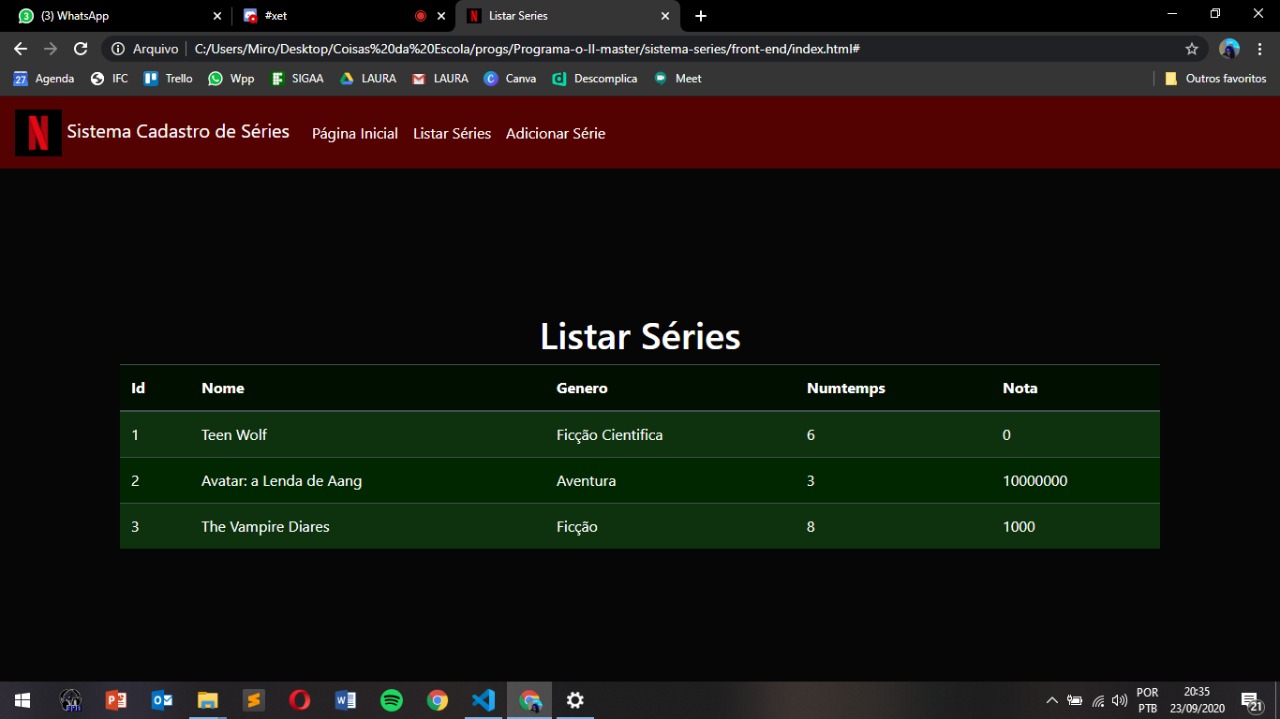 (3) WhatsApp
#xet
Listar Series
Arquivo
C:/Users/Miro/Desktop/Coisas%20da%20Escola/progs/Programa-o-II-master/sistema-series/front-end/index.html#
27 Agenda IFC Trello Wpp SIGAA LAURA LAURA Canva Descomplica Meet Outros favoritos
Sistema Cadastro de Séries Página Inicial Listar Séries Adicionar Série
Listar Séries
Id Nome Genero Numtemps Nota
1 Teen Wolf Ficção Cientifica 6 0
2 Avatar: a Lenda de Aang Aventura 3 10000000
3 The Vampire Diares Ficção 8 1000
POR 20:35
PTB 23/09/2020 21